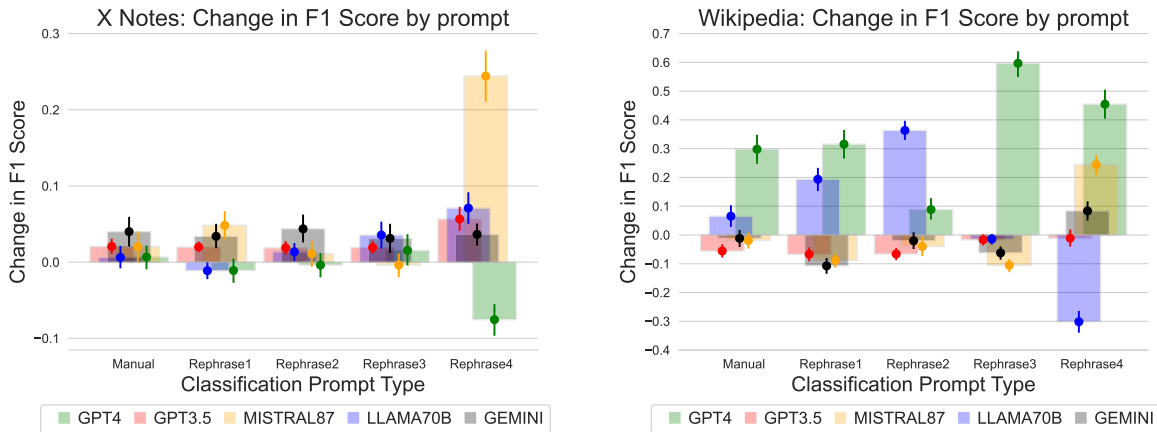 X Notes: Change in F1 Score by prompt
Change in F1 Score
0.3
0.2
0.1
0.0
−0.1
Manual Rephrase1 Rephrase2 Rephrase3 Rephrase4
Classification Prompt Type
GPT4 GPT3.5 MISTRAL87 LLAMA70B GEMINI
Wikipedia: Change in F1 Score by prompt
Change in F1 Score
0.7
0.6
0.5
0.4
0.3
0.2
0.1
0.0
−0.1
−0.2
−0.3
−0.4
Manual Rephrase1 Rephrase2 Rephrase3 Rephrase4
Classification Prompt Type
GPT4 GPT3.5 MISTRAL87 LLAMA70B GEMINI